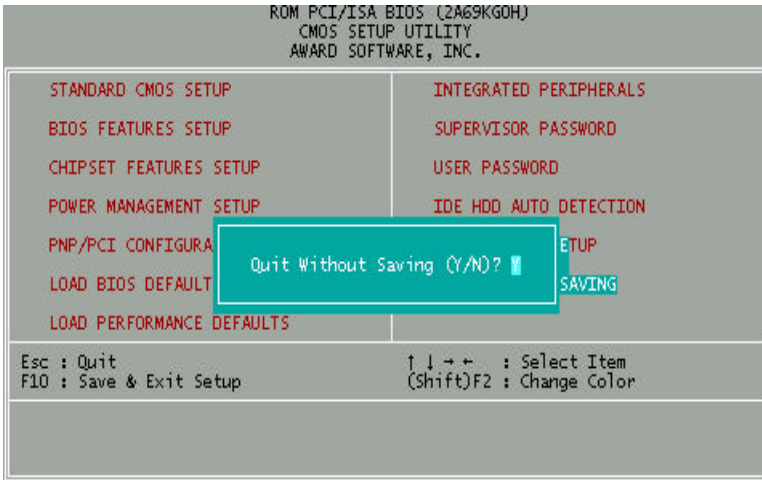 ROM PCI/ISA BIOS (2A69KGOH)
CMOS SETUP UTILITY
AWARD SOFTWARE, INC.
STANDARD CMOS SETUP
BIOS FEATURES SETUP
CHIPSET FEATURES SETUP
POWER MANAGEMENT SETUP
PNP/PCI CONFIGURA
LOAD BIOS DEFAULT
LOAD PERFORMANCE DEFAULTS
INTEGRATED PERIPHERALS
SUPERVISOR PASSWORD
USER PASSWORD
IDE HDD AUTO DETECTION
ETUP
SAVING
Quit Without Saving (Y/N)? Y
Esc : Quit
F10 : Save & Exit Setup
↑ ↓ → ← : Select Item
(Shift)F2 : Change Color